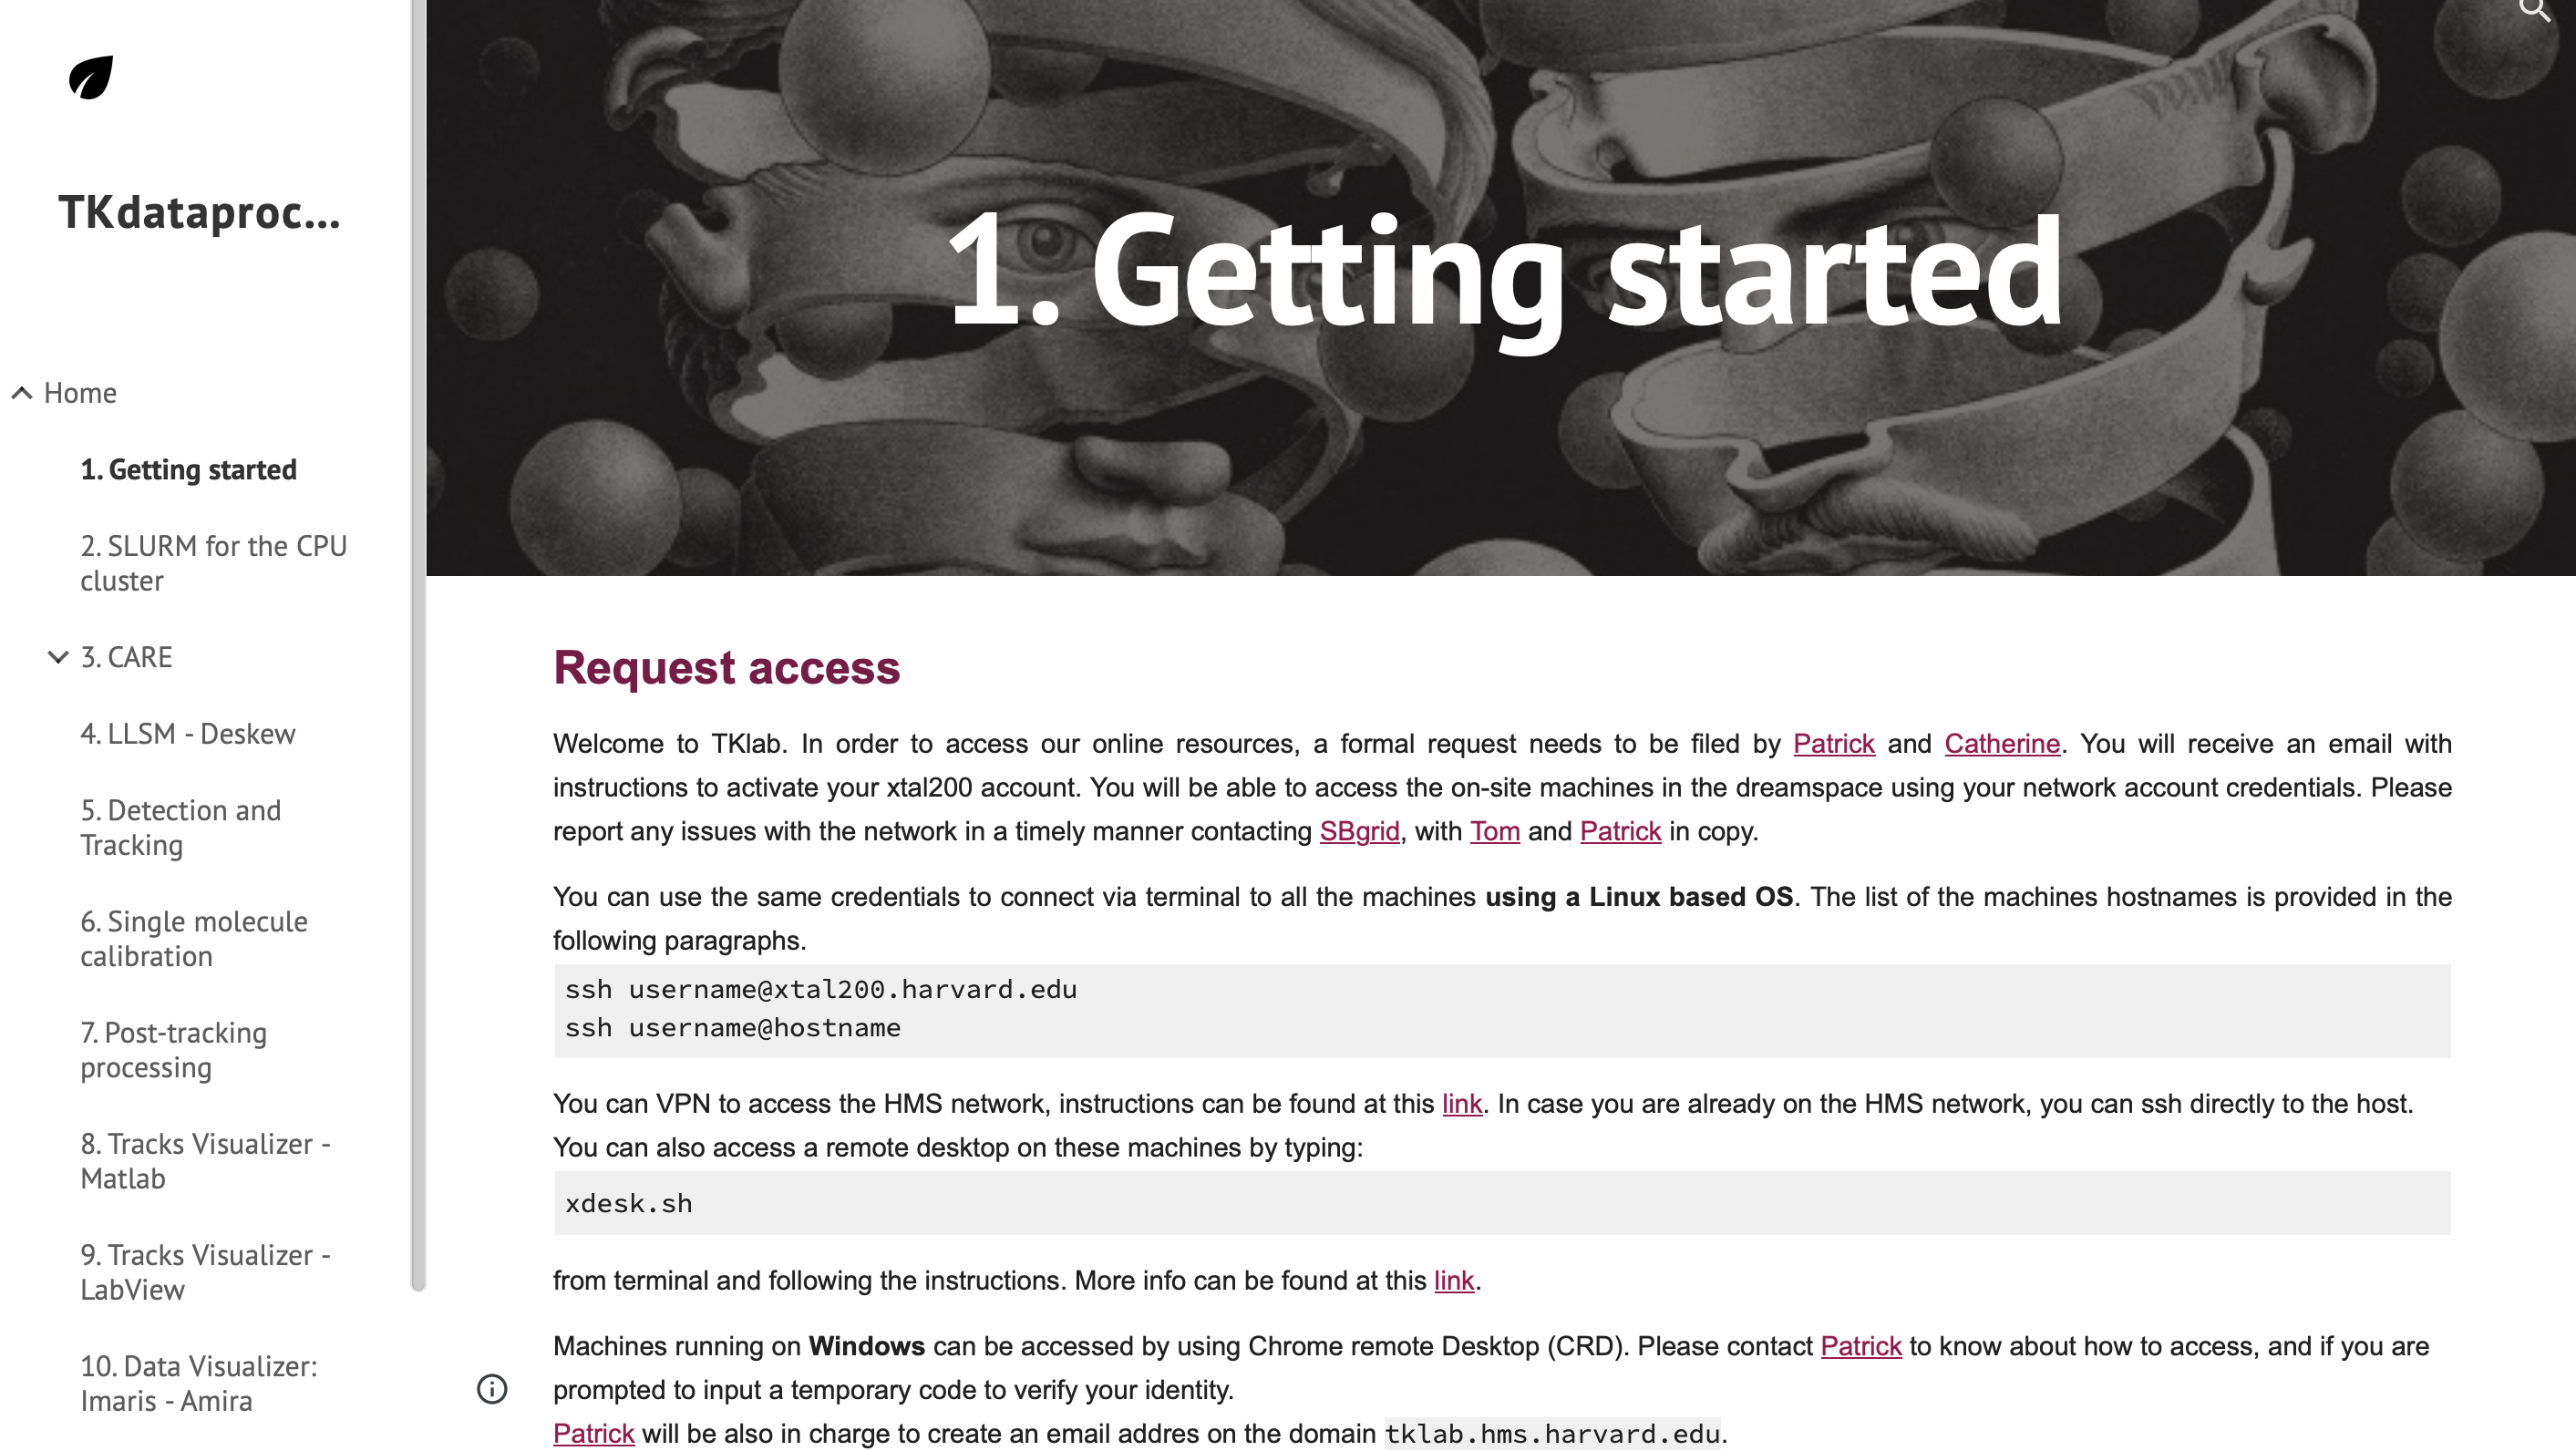 TKdataproc...
Home
1. Getting started
2. SLURM for the CPU
cluster
3. CARE
4. LLSM - Deskew
5. Detection and
Tracking
6. Single molecule
calibration
7. Post-tracking
processing
8. Tracks Visualizer -
Matlab
9. Tracks Visualizer -
LabView
10. Data Visualizer:
Imaris - Amira
1. Getting started
Request access
Welcome to TKlab. In order to access our online resources, a formal request needs to be filed by Patrick and Catherine. You will receive an email with
instructions to activate your xtal200 account. You will be able to access the on-site machines in the dreamspace using your network account credentials. Please
report any issues with the network in a timely manner contacting SBgrid, with Tom and Patrick in copy.
You can use the same credentials to connect via terminal to all the machines using a Linux based OS. The list of the machines hostnames is provided in the
following paragraphs.
ssh username@xtal200.harvard.edu
ssh username@hostname
You can VPN to access the HMS network, instructions can be found at this link. In case you are already on the HMS network, you can ssh directly to the host.
You can also access a remote desktop on these machines by typing:
xdesk.sh
from terminal and following the instructions. More info can be found at this link.
Machines running on Windows can be accessed by using Chrome remote Desktop (CRD). Please contact Patrick to know about how to access, and if you are
prompted to input a temporary code to verify your identity.
Patrick will be also in charge to create an email addres on the domain tklab.hms.harvard.edu.